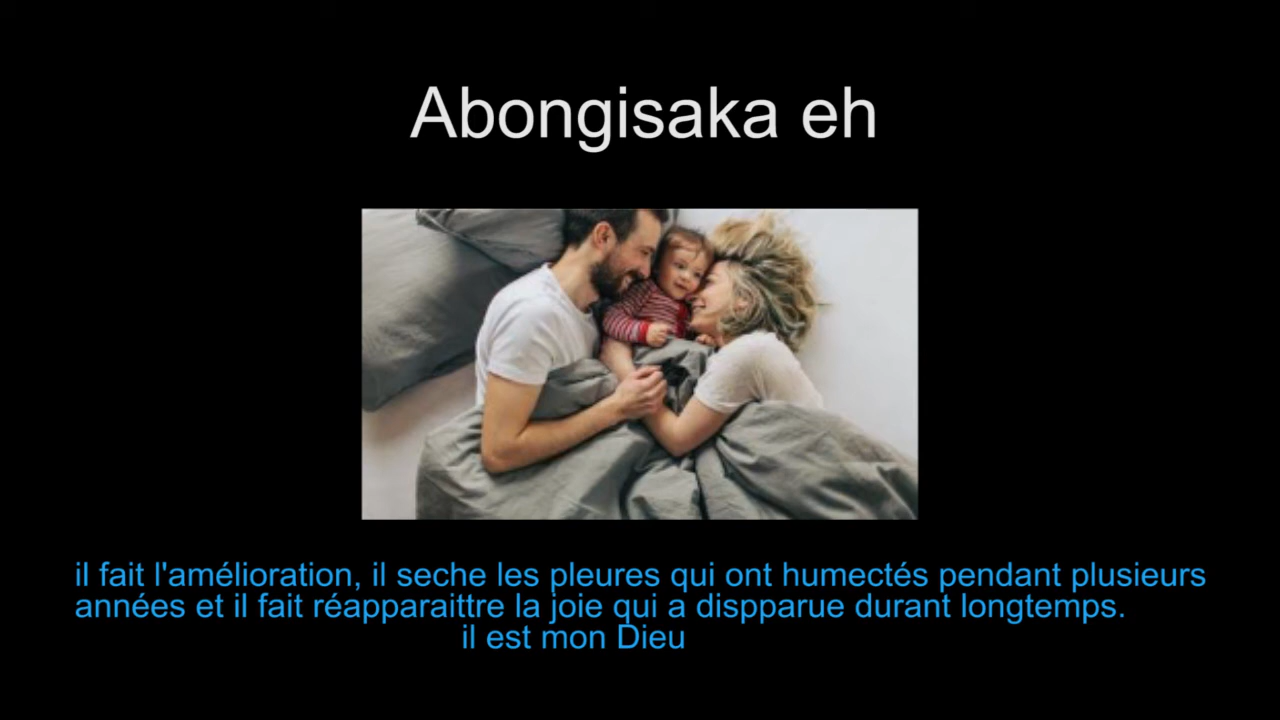 Abongisaka eh
il fait l'amélioration, il seche les pleures qui ont humectés pendant plusieurs
années et il fait réapparaittre la joie qui a dispparue durant longtemps.
il est mon Dieu